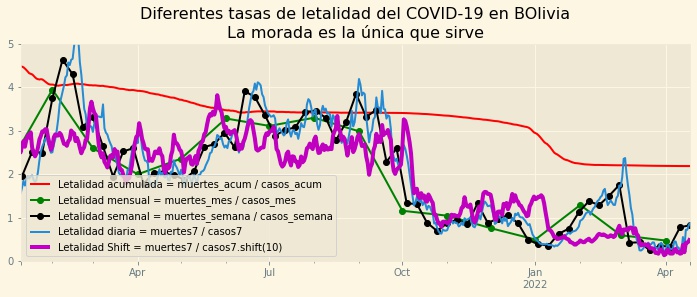 Diferentes tasas de letalidad del COVID-19 en BOlivia
La morada es la única que sirve
5
4
3
2
1
0
Letalidad acumulada = muertes_acum / casos_acum
Letalidad mensual = muertes_mes / casos_mes
Letalidad semanal = muertes_semana / casos_semana
Letalidad diaria = muertes7 / casos7
Letalidad Shift = muertes7 / casos7.shift(10)
Apr
Jul
Oct
Jan
2022
Apr